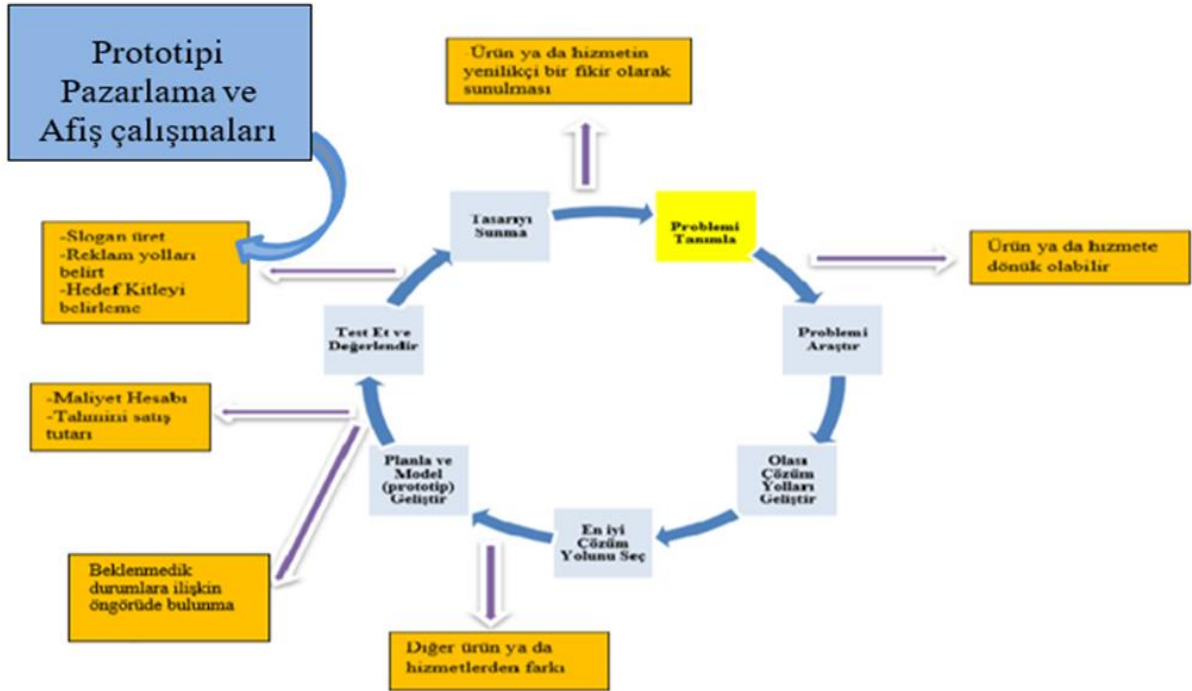 Prototipi
Pazarlama ve
Afiş çalışmaları
-Ürün ya da hizmetin
yenilikçi bir fikir olarak
sunulması
Tasarıyı
Sunma
Problemi
Tanımla
-Slogan üret
-Reklam yolları
belirt
-Hedef Kitleyi
belirleme
Ürün ya da hizmete
dönük olabilir
Test Et ve
Değerlendir
Problemi
Araştır
-Maliyet Hesabı
-Tahmini satış
tutarı
Planla ve
Model
(prototip)
Geliştir
Olası
Çözüm
Yolları
Geliştir
En iyi
Çözüm
Yolunu Seç
Beklenmedik
durumlara ilişkin
öngörüde bulunma
Diğer ürün ya da
hizmetlerden farkı